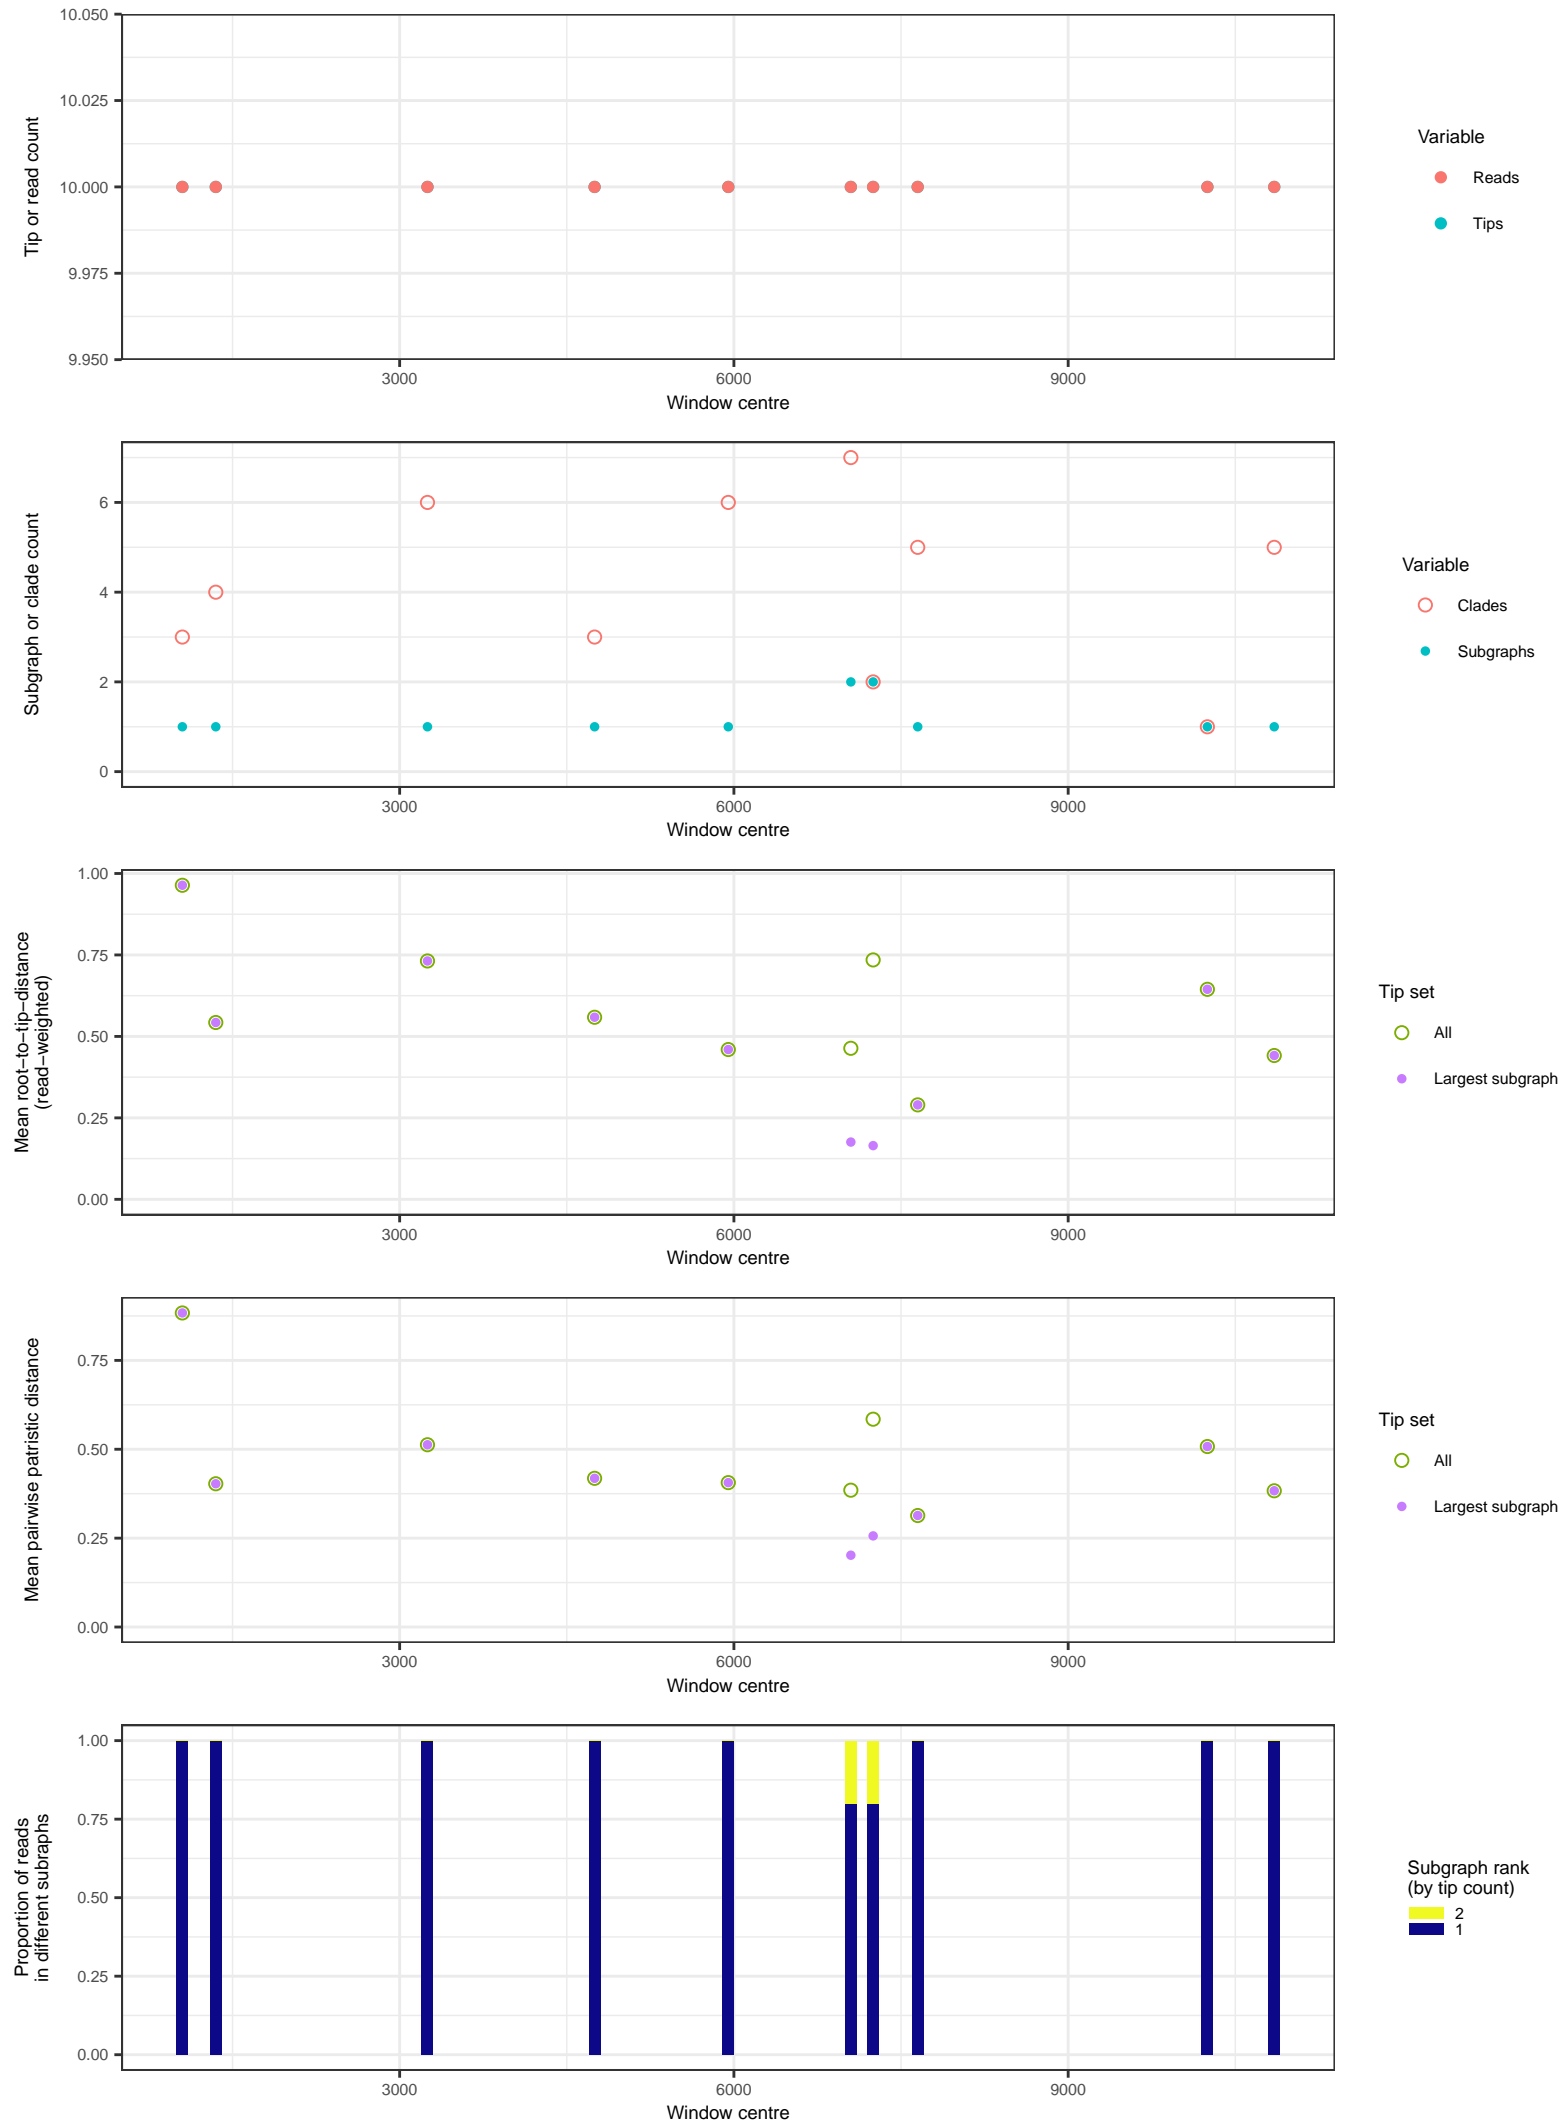 10.050
10.025
10.000
9.975
9.950
Tip or read count
3000
6000
9000
Window centre
Variable
Reads
Tips
6
4
2
0
Subgraph or clade count
3000
6000
9000
Window centre
Variable
Clades
Subgraphs
1.00
0.75
0.50
0.25
0.00
Mean root−to−tip−distance
(read−weighted)
3000
6000
9000
Window centre
Tip set
All
Largest subgraph
0.75
0.50
0.25
0.00
Mean pairwise patristic distance
3000
6000
9000
Window centre
Tip set
All
Largest subgraph
1.00
0.75
0.50
0.25
0.00
Proportion of reads
in different subraphs
3000
6000
9000
Window centre
Subgraph rank
(by tip count)
2
1